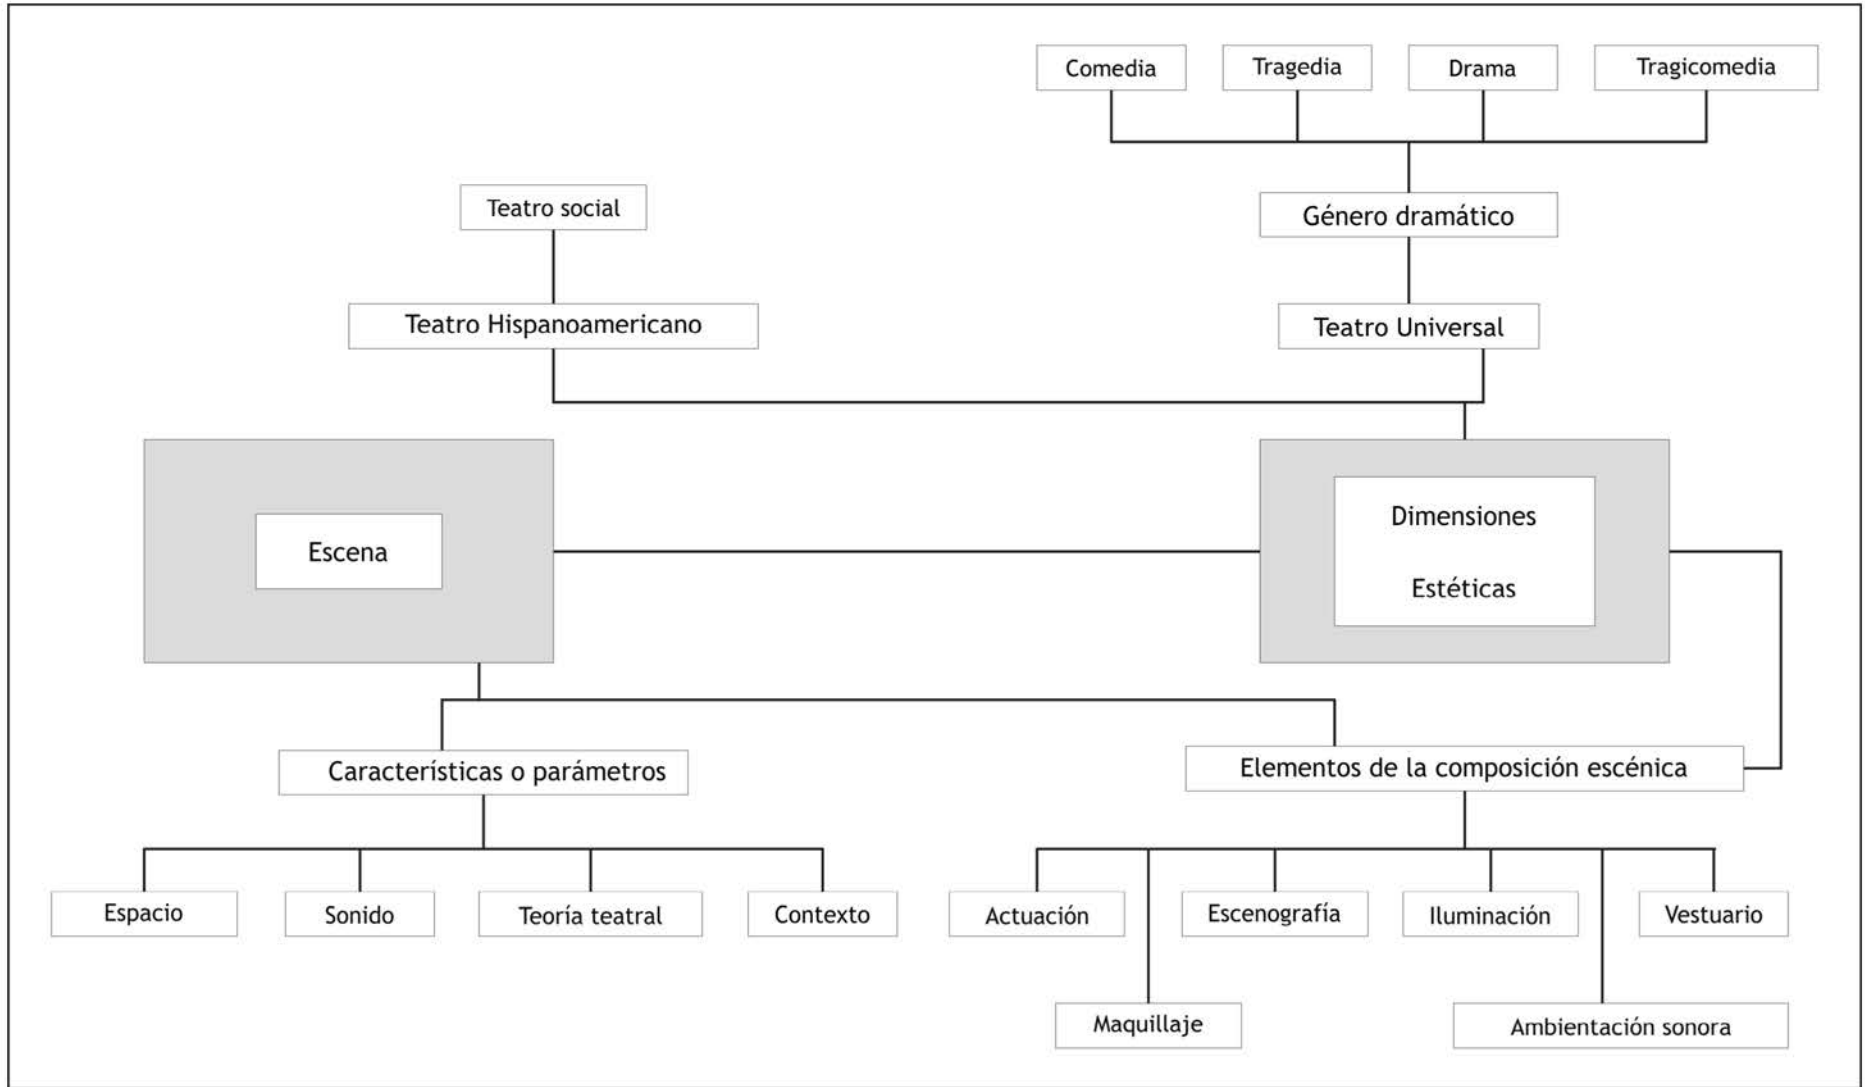 Comedia
Tragedia
Drama
Tragicomedia
Teatro social
Género dramático
Teatro Hispanoamericano
Teatro Universal
Escena
Dimensiones
Estéticas
Características o parámetros
Elementos de la composición escénica
Espacio
Sonido
Teoría teatral
Contexto
Actuación
Escenografía
Iluminación
Vestuario
Maquillaje
Ambientación sonora